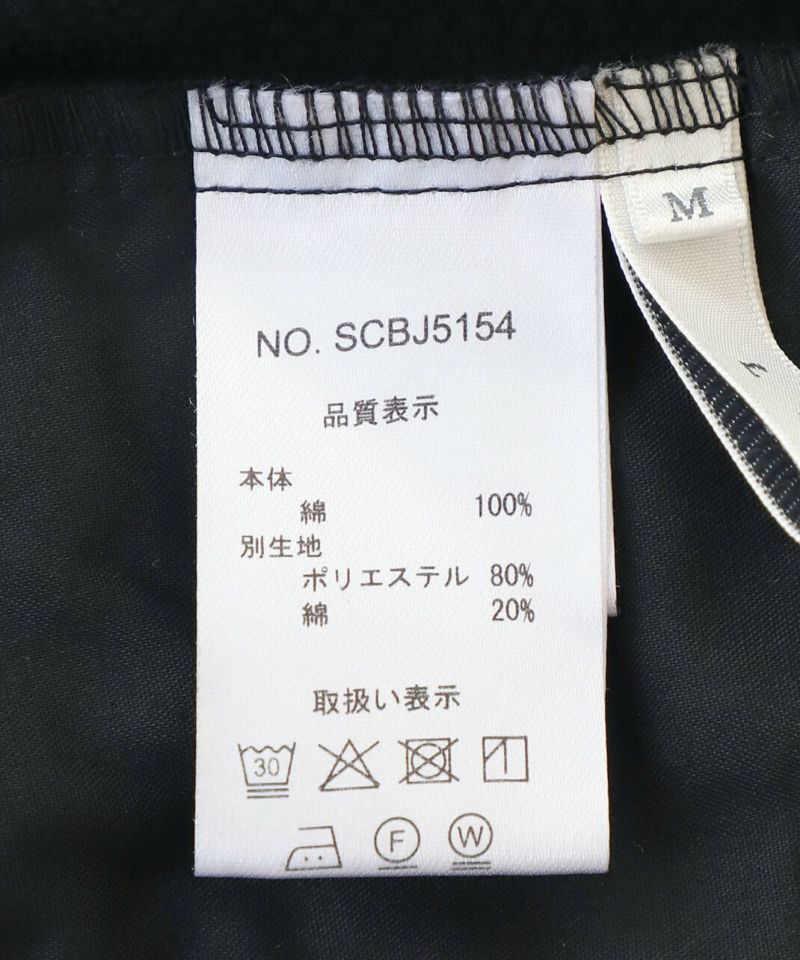 M
NO. SCBJ5154
品質表示
本体
綿 100%
別生地
ポリエステル 80%
綿 20%
取扱い表示
30
F W